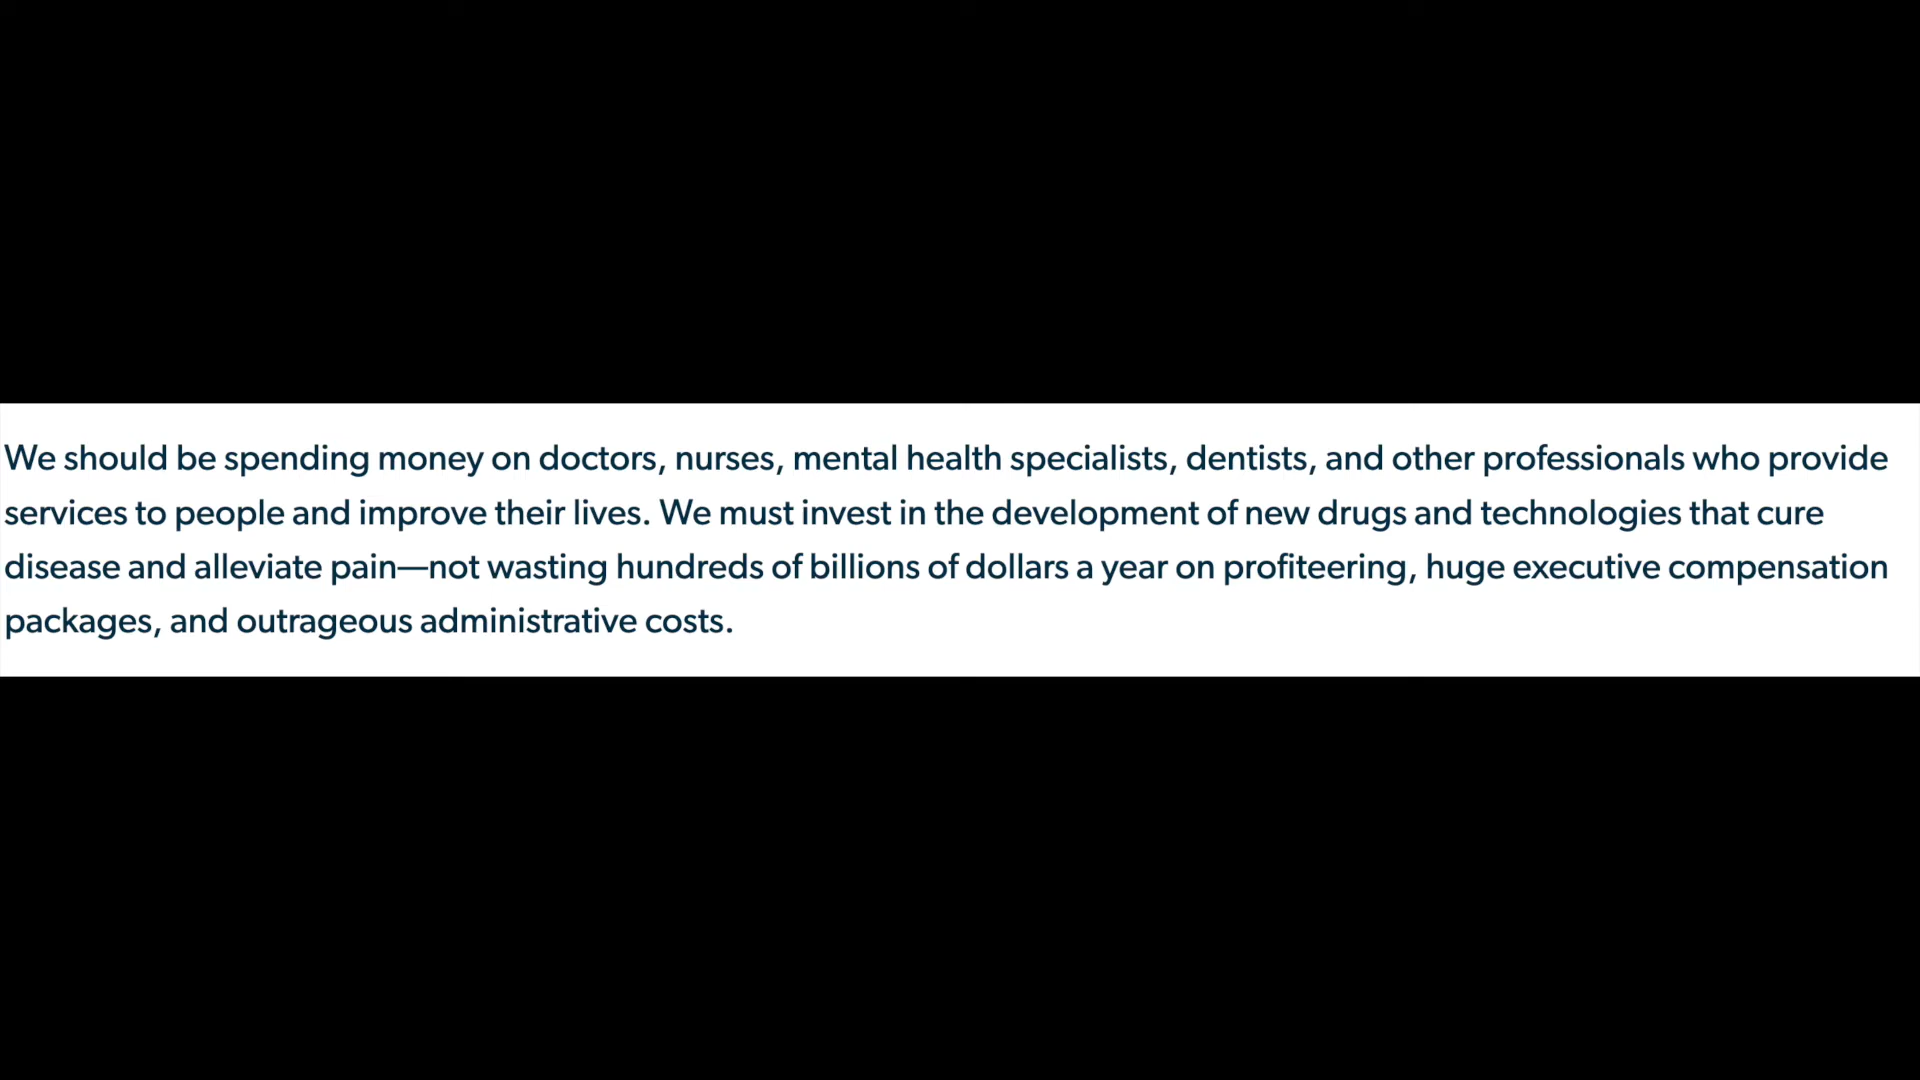 We should be spending money on doctors, nurses, mental health specialists, dentists, and other professionals who provide
services to people and improve their lives. We must invest in the development of new drugs and technologies that cure
disease and alleviate pain—not wasting hundreds of billions of dollars a year on profiteering, huge executive compensation
packages, and outrageous administrative costs.